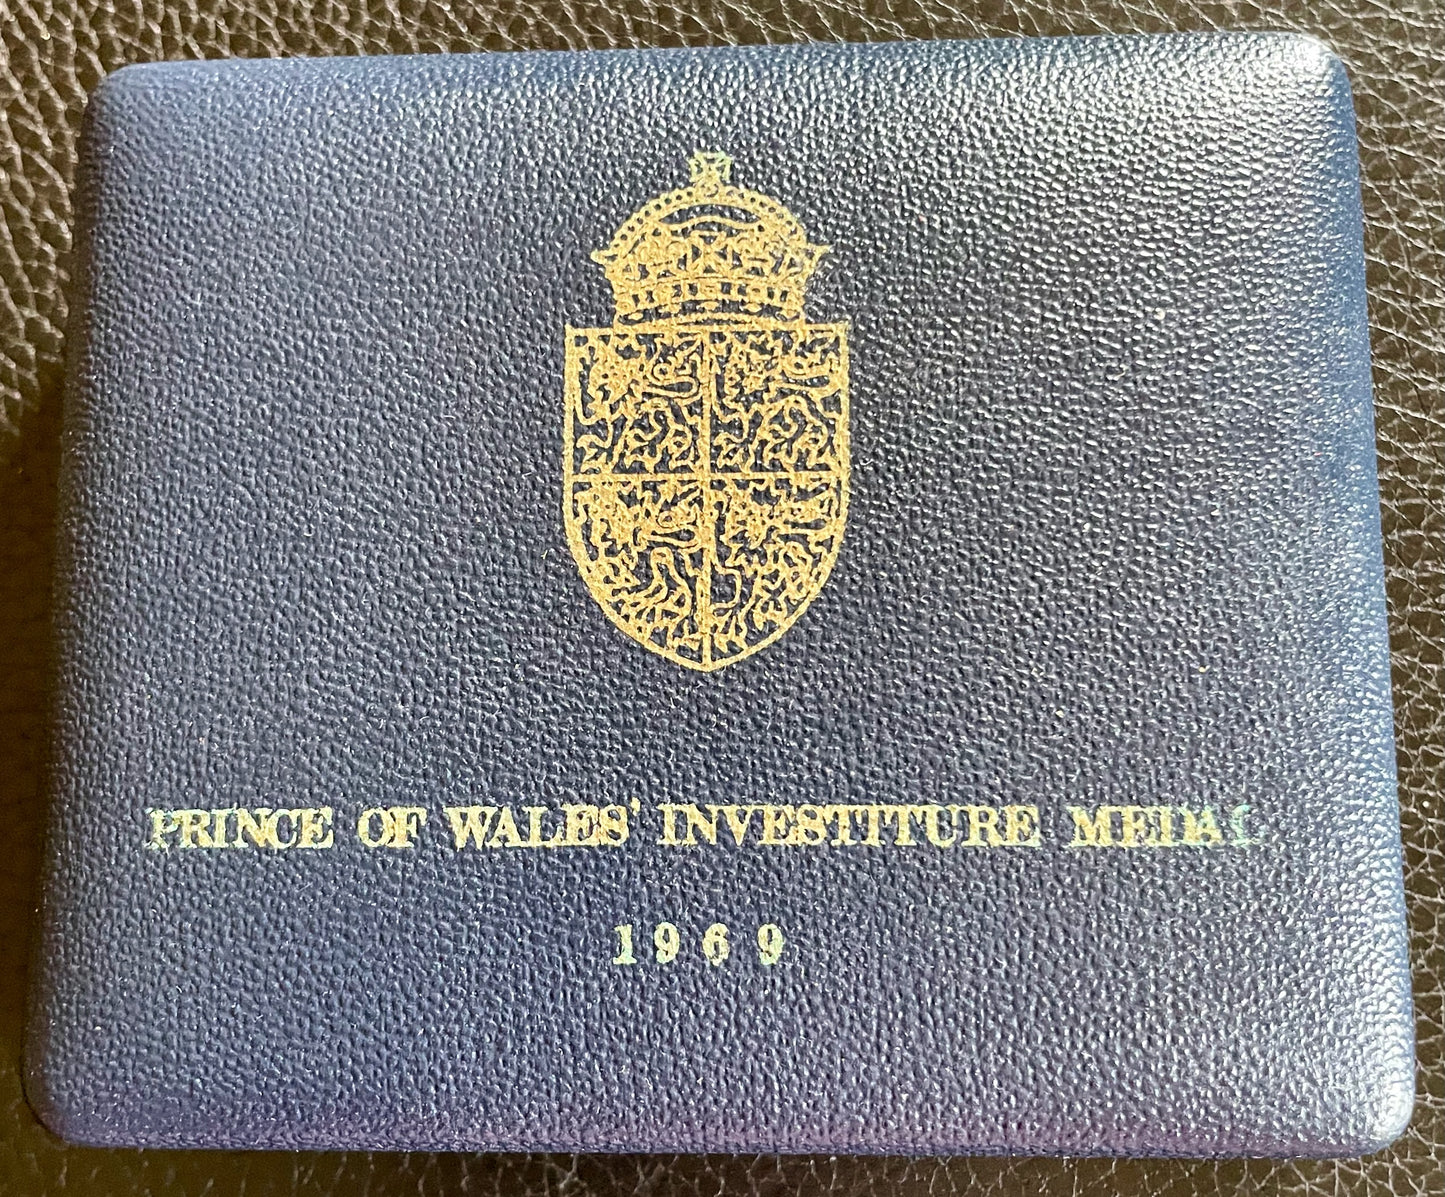 PRINCE OF WALES' INVESTITURE MEDAL
1969